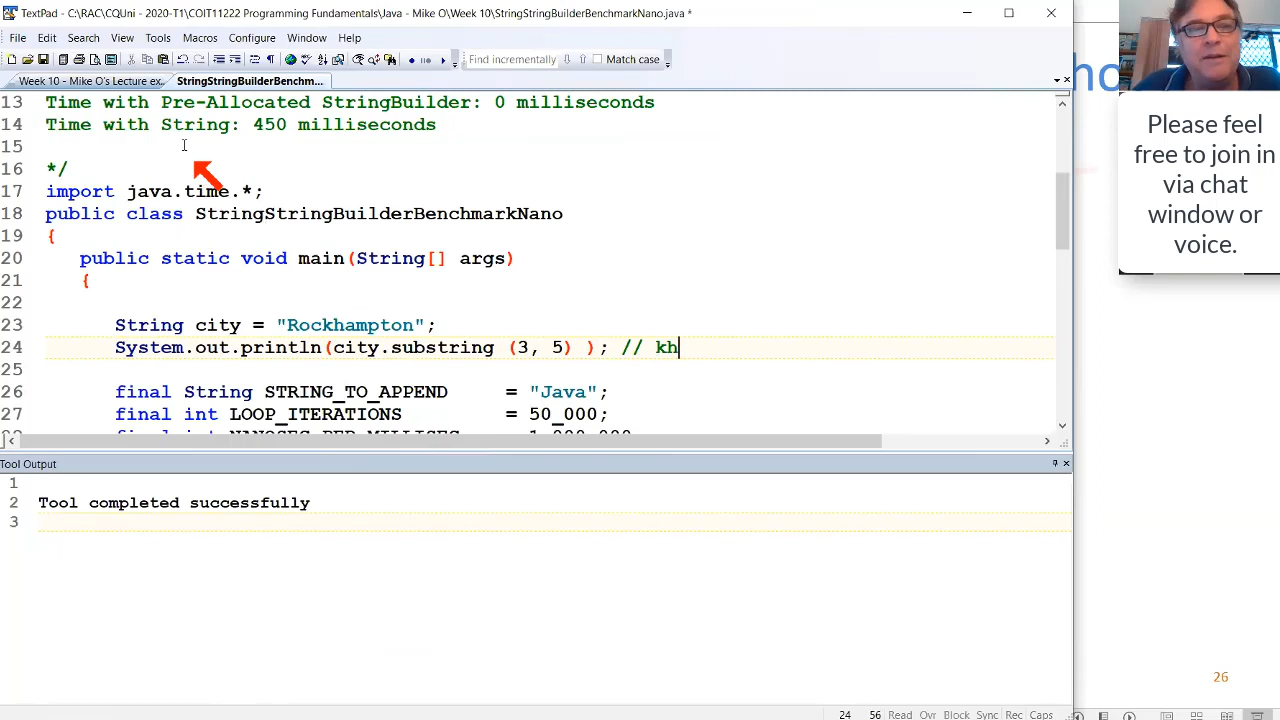 TextPad - C:\RAC\CQUni - 2020-T1\COIT11222 Programming Fundamentals\Java - Mike O\Week 10\StringStringBuilderBenchmarkNano.java *
File Edit Search View Tools Macros Configure Window Help
Find incrementally Match case
Week 10 - Mike O's Lecture ex... StringStringBuilderBenchm...
13 Time with Pre-Allocated StringBuilder: 0 milliseconds
14 Time with String: 450 milliseconds
15
16 */
17 import java.time.*;
18 public class StringStringBuilderBenchmarkNano
19 {
20 public static void main(String[] args)
21 {
22
23 String city = "Rockhampton";
24 System.out.println(city.substring (3, 5) ); // kh
25
26 final String STRING_TO_APPEND = "Java";
27 final int LOOP_ITERATIONS = 50_000;
Tool Output
1
2 Tool completed successfully
3
24 56 Read Ovr Block Sync Rec Caps
Please feel
free to join in
via chat
window or
voice.
26